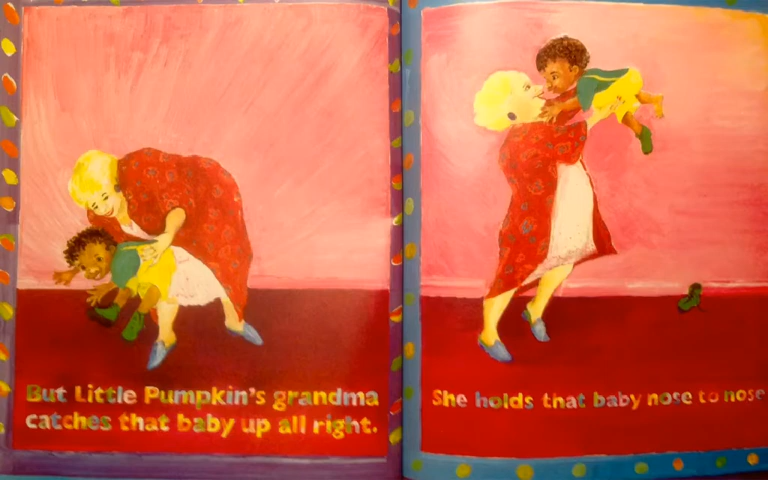 But Little Pumpkin's grandma
catches that baby up all right.
She holds that baby nose to nose